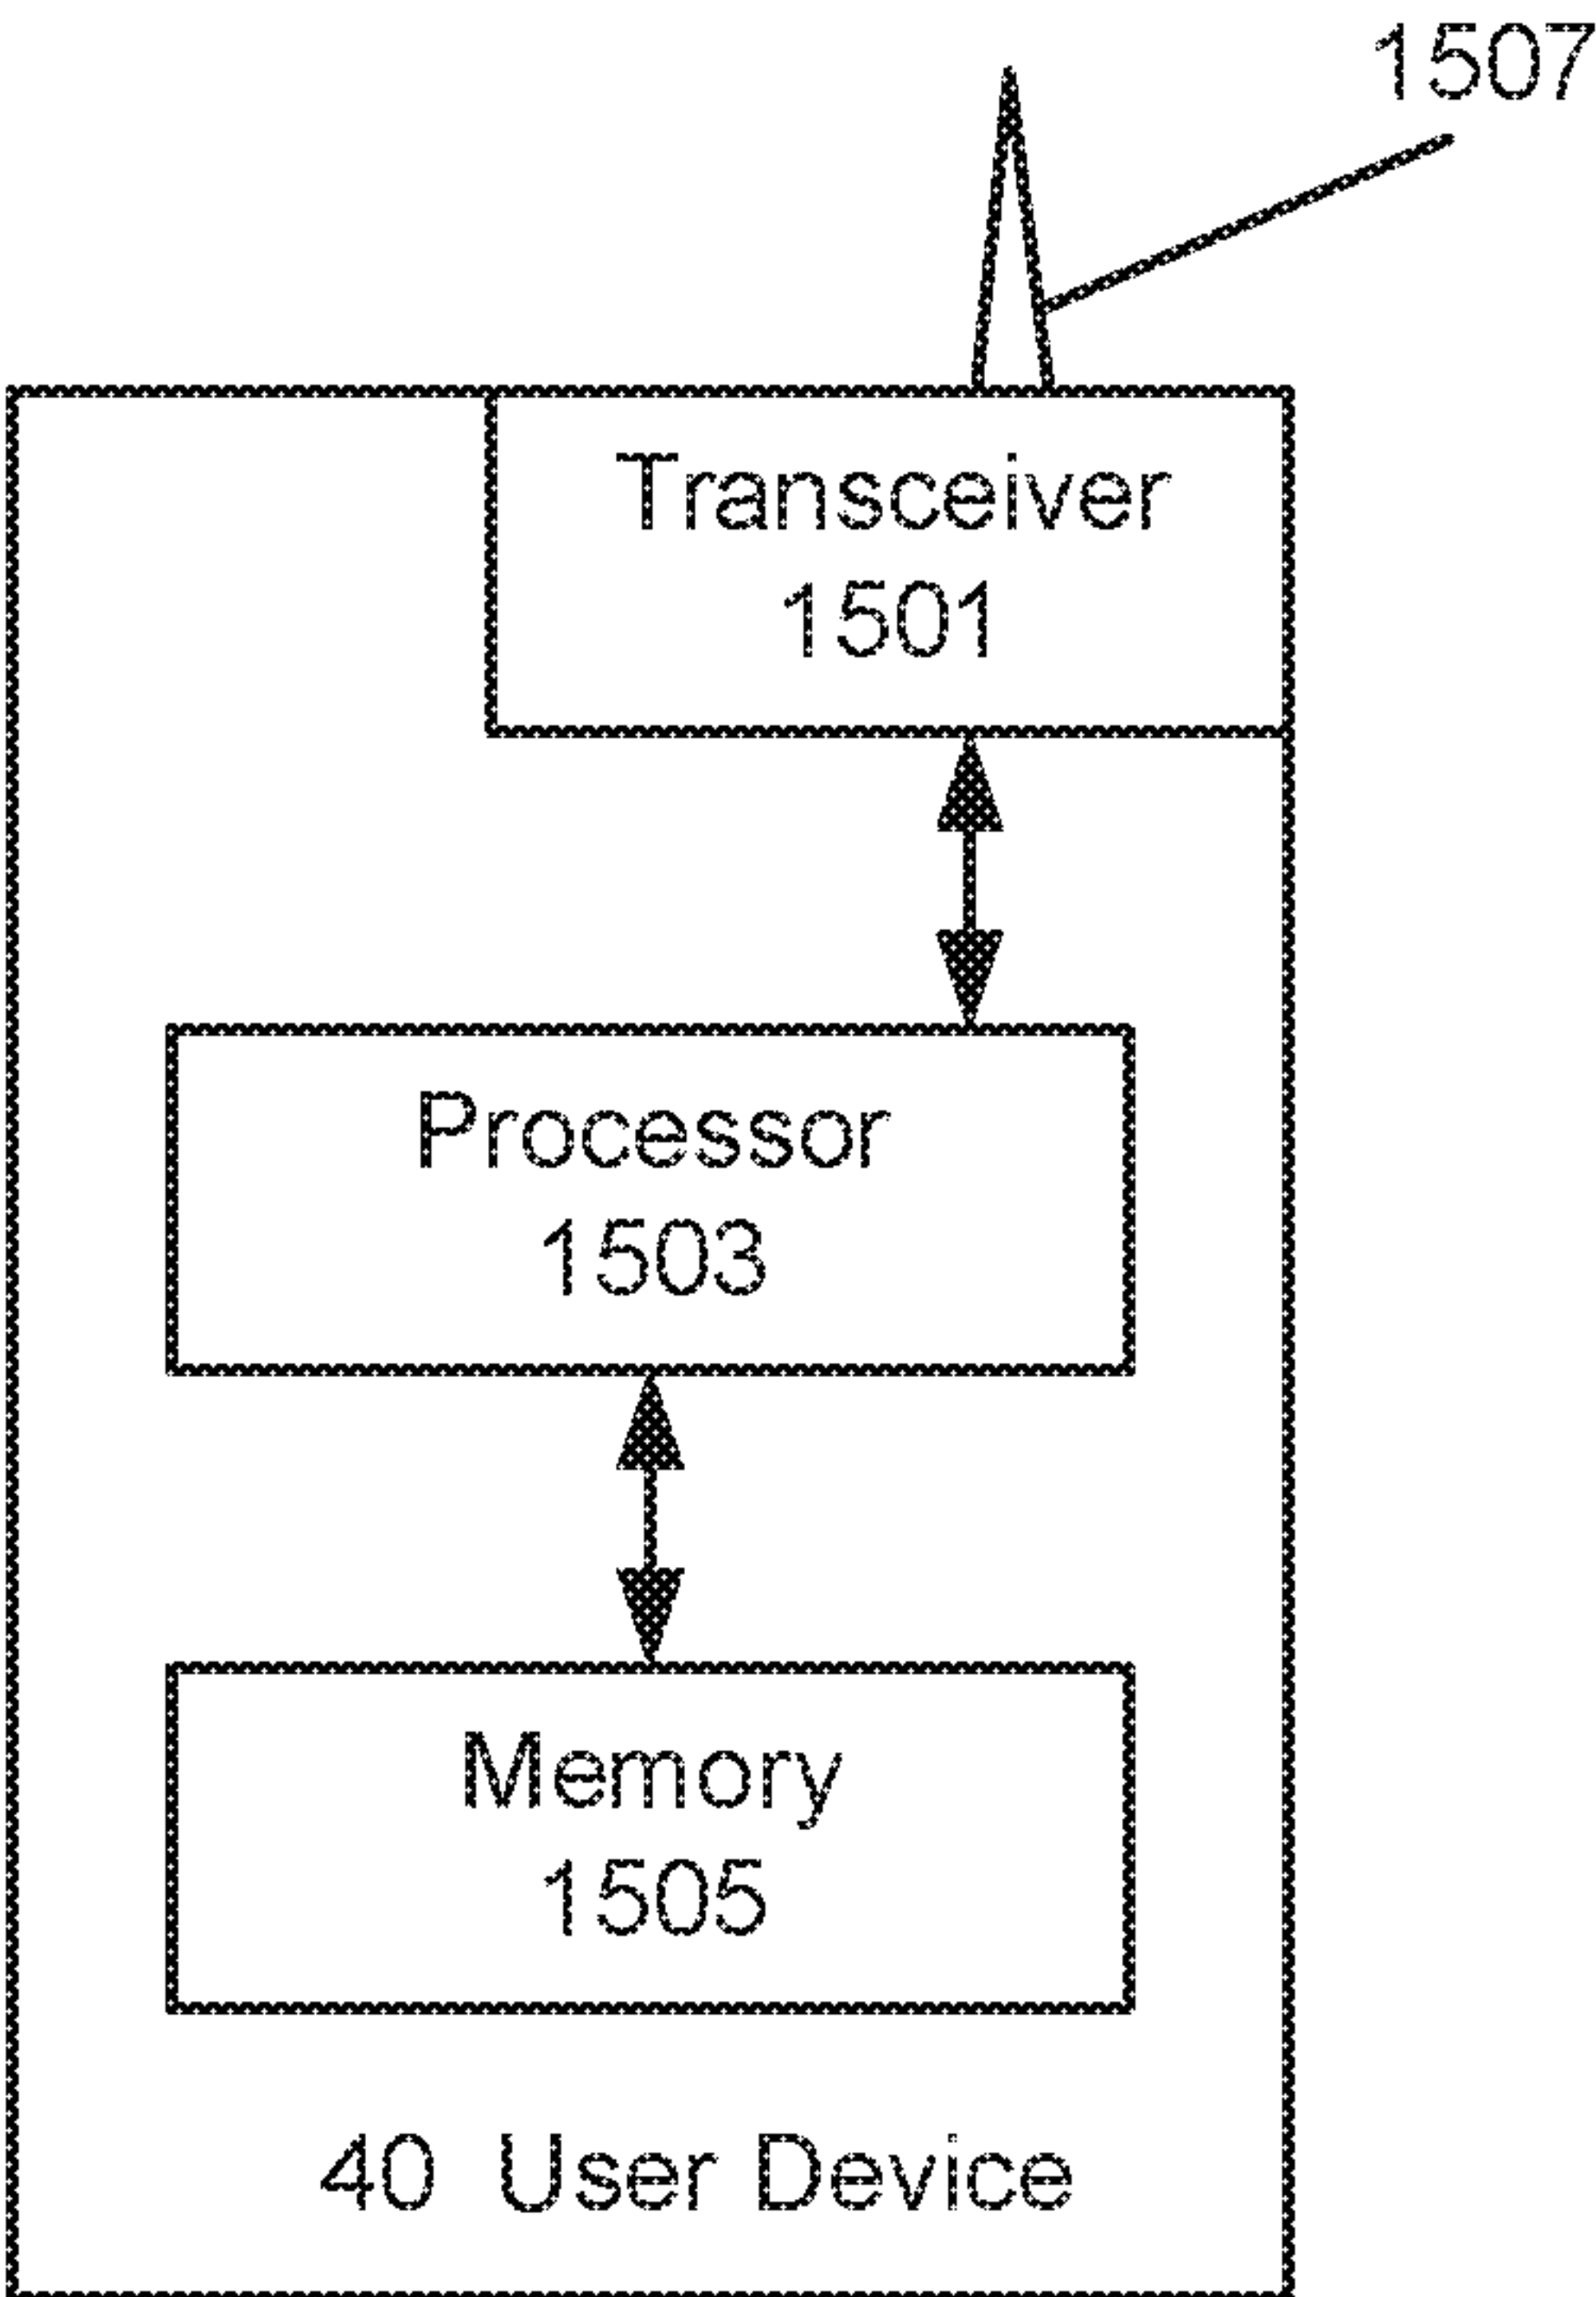 1507
Transceiver
1501
Processor
1503
Memory
1505
40 User Device